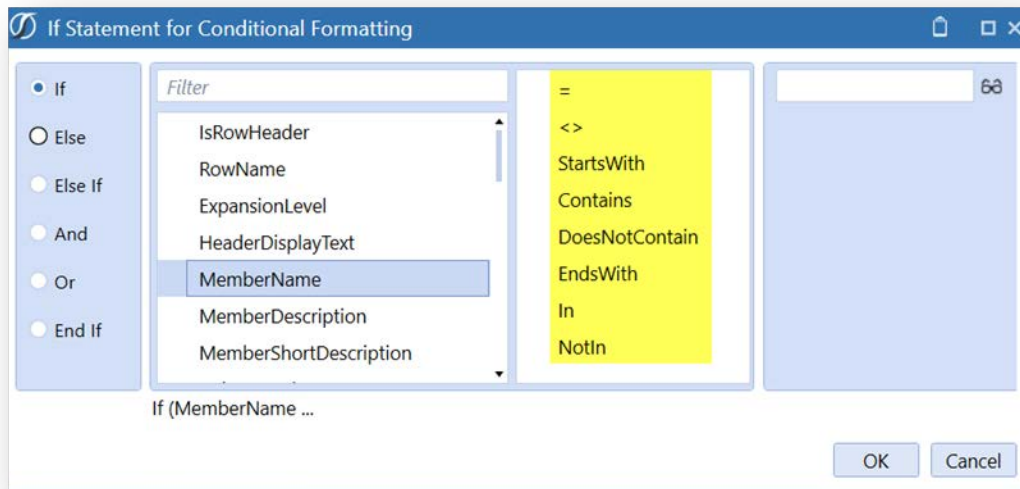 If Statement for Conditional Formatting
If
Else
Else If
And
Or
End If
Filter
IsRowHeader
RowName
ExpansionLevel
HeaderDisplayText
MemberName
MemberDescription
MemberShortDescription
=
<>
StartsWith
Contains
DoesNotContain
EndsWith
In
NotIn
If (MemberName ...
OK
Cancel